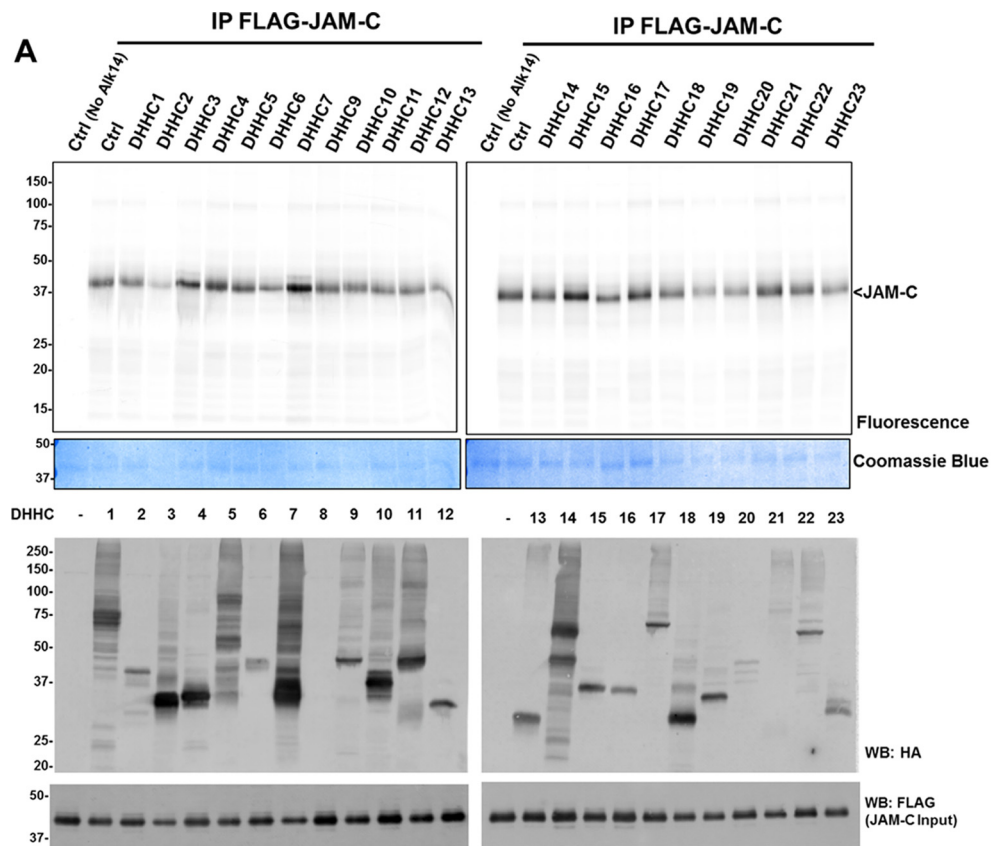 A
IP FLAG-JAM-C
IP FLAG-JAM-C
Ctrl (No Alk14)
Ctrl
DHHC1
DHHC2
DHHC3
DHHC4
DHHC5
DHHC6
DHHC7
DHHC9
DHHC10
DHHC11
DHHC12
DHHC13
Ctrl (No Alk14)
Ctrl
DHHC14
DHHC15
DHHC16
DHHC17
DHHC18
DHHC19
DHHC20
DHHC21
DHHC22
DHHC23
150-
100-
75-
50-
37-
25-
20-
15-
<JAM-C
Fluorescence
50-
37-
Coomassie Blue
DHHC - 1 2 3 4 5 6 7 8 9 10 11 12
- 13 14 15 16 17 18 19 20 21 22 23
250-
150-
100-
75-
50-
37-
25-
20-
WB: HA
50-
37-
WB: FLAG
(JAM-C Input)